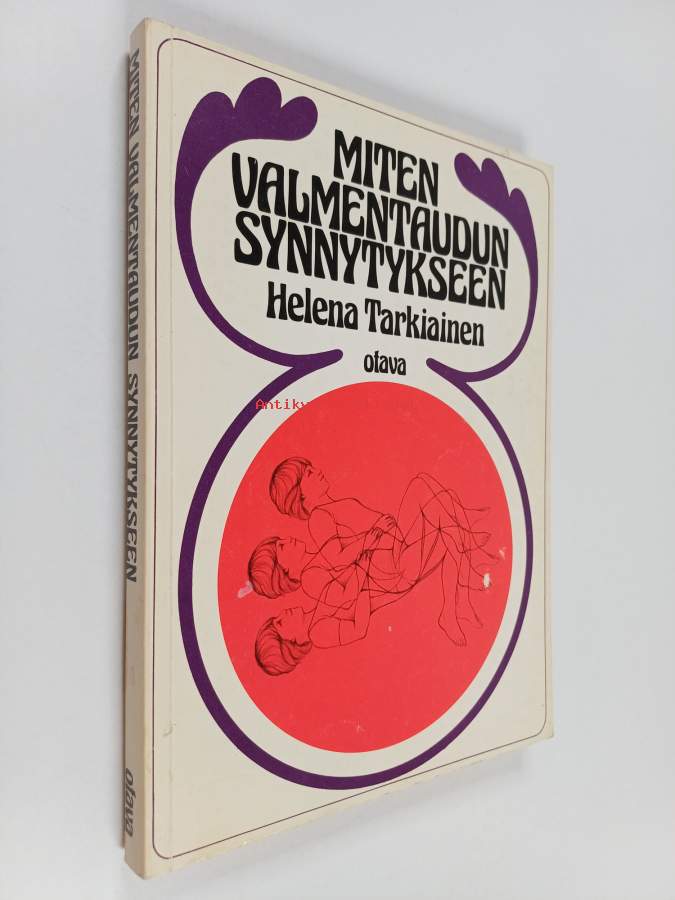 MITEN
VALMENTAUDUN
SYNNYTYKSEEN
Helena Tarkiainen
otava
MITEN VALMENTAUDUN SYNNYTYKSEEN
otava